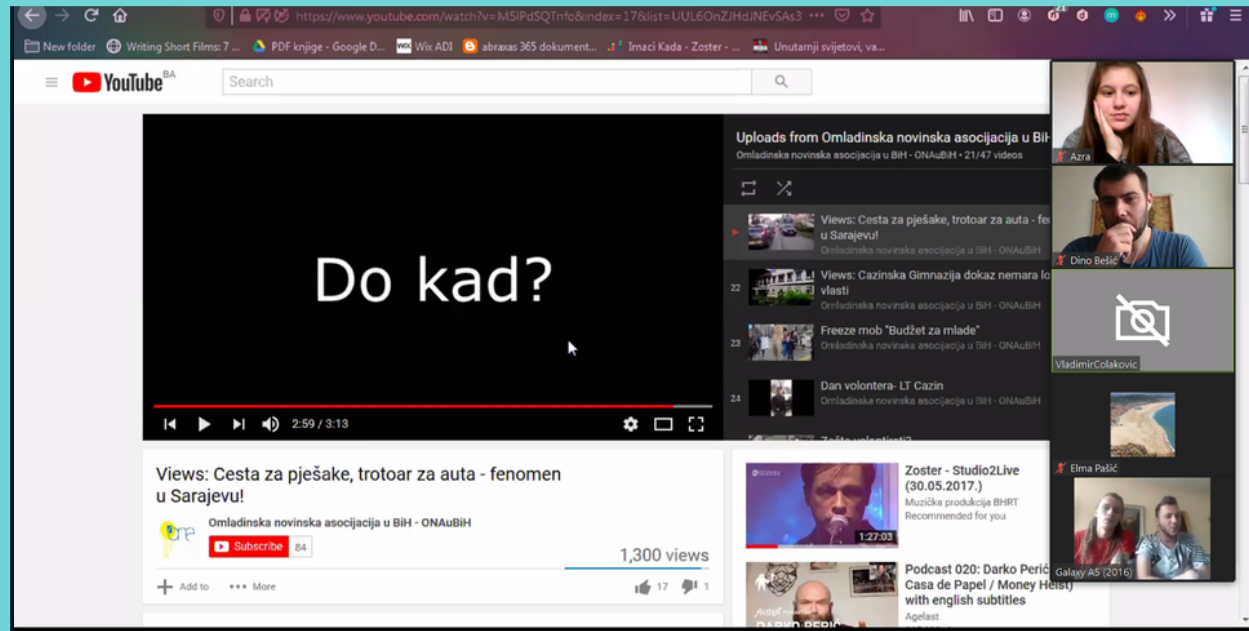 https://www.youtube.com/watch?v=M5IPdSQTnfo&index=17&list=UUL6OnZJHdJNEvSAs3
New folder
Writing Short Films: 7 ...
PDF knjige - Google D...
WIX Wix ADI
abraxas 365 dokument...
Imaci Kada - Zoster - ...
Unutarnji svijetovi, va...
YouTube BA
Search
Do kad?
2:59 / 3:13
Uploads from Omladinska novinska asocijacija u BiH
Omladinska novinska asocijacija u BiH - ONAuBiH • 21/47 videos
Views: Cesta za pješake, trotoar za auta - fe
u Sarajevu!
Omladinska novinska asocijacija u BiH - ONAuBiH
22
Views: Cazinska Gimnazija dokaz nemara lo
vlasti
Omladinska novinska asocijacija u BiH - ONAuBiH
23
Freeze mob "Budžet za mlade"
Omladinska novinska asocijacija u BiH - ONAuBiH
24
Dan volontera- LT Cazin
Omladinska novinska asocijacija u BiH - ONAuBiH
Zašto volontirati?
Views: Cesta za pješake, trotoar za auta - fenomen
u Sarajevu!
Omladinska novinska asocijacija u BiH - ONAuBiH
Subscribe 84
1,300 views
Add to
More
17
1
Zoster - Studio2Live
(30.05.2017.)
Muzička produkcija BHRT
Recommended for you
1:27:03
Podcast 020: Darko Perić
Casa de Papel / Money Heist)
with english subtitles
Agelast
DARKO PERIĆ
Azra
Dino Bešić
VladimirColakovic
Elma Pašić
Galaxy A5 (2016)